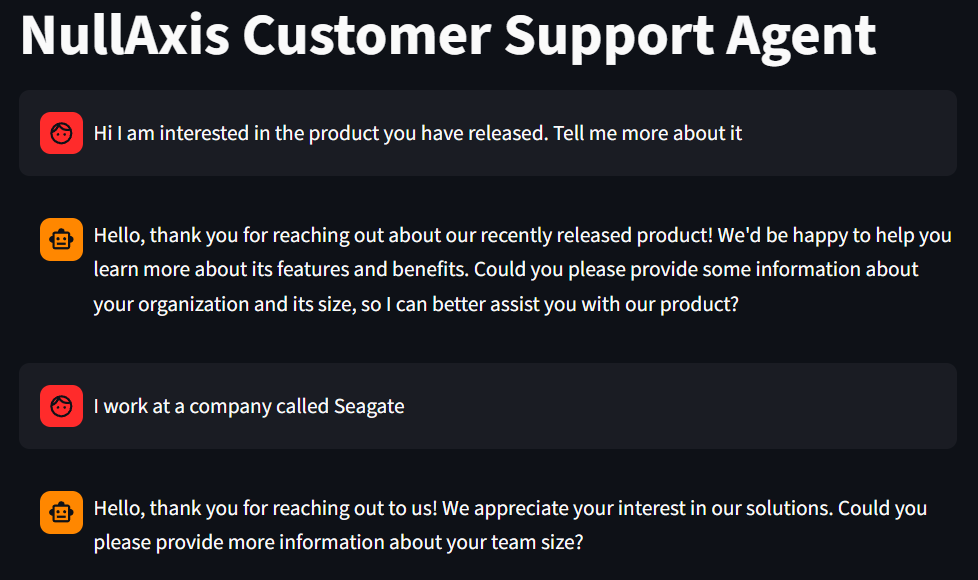 NullAxis Customer Support Agent
Hi I am interested in the product you have released. Tell me more about it
Hello, thank you for reaching out about our recently released product! We'd be happy to help you
learn more about its features and benefits. Could you please provide some information about
your organization and its size, so I can better assist you with our product?
I work at a company called Seagate
Hello, thank you for reaching out to us! We appreciate your interest in our solutions. Could you
please provide more information about your team size?